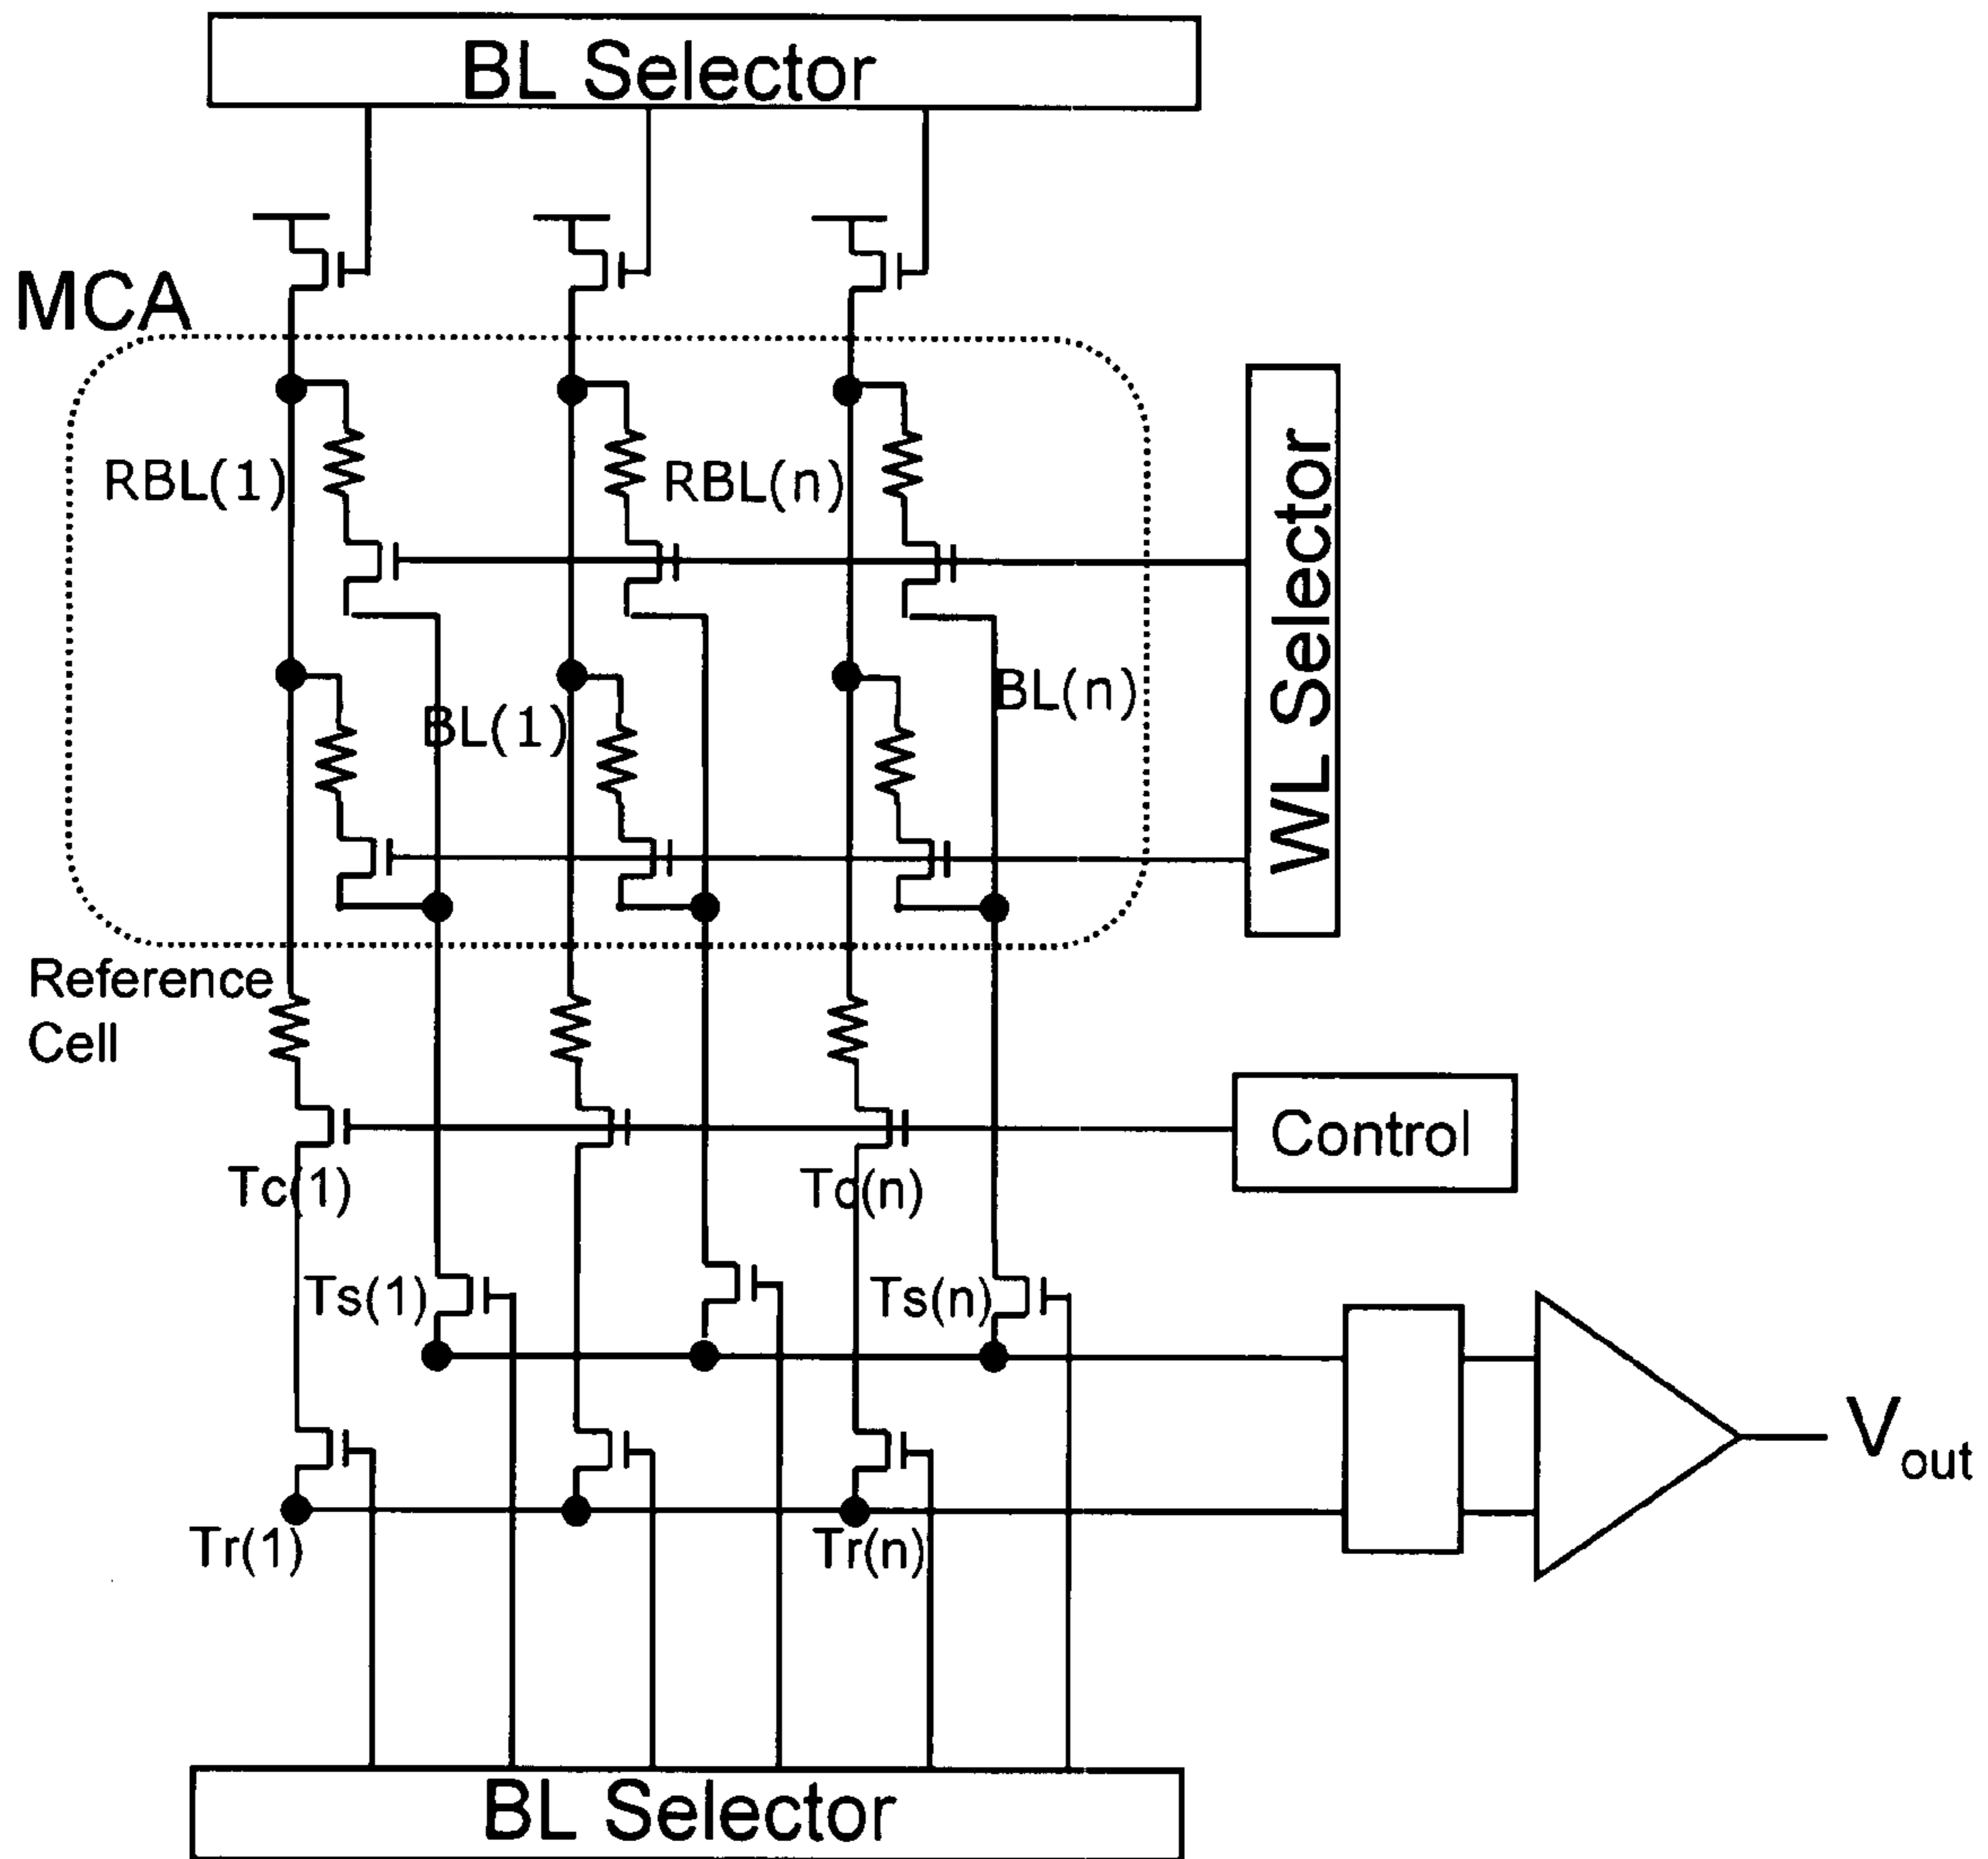 BL Selector
MCA
RBL(1)
RBL(n)
WL Selector
BL(1)
BL(n)
Reference
Cell
Control
Tc(1)
Tc(n)
Ts(1)
Ts(n)
Vout
Tr(1)
Tr(n)
BL Selector